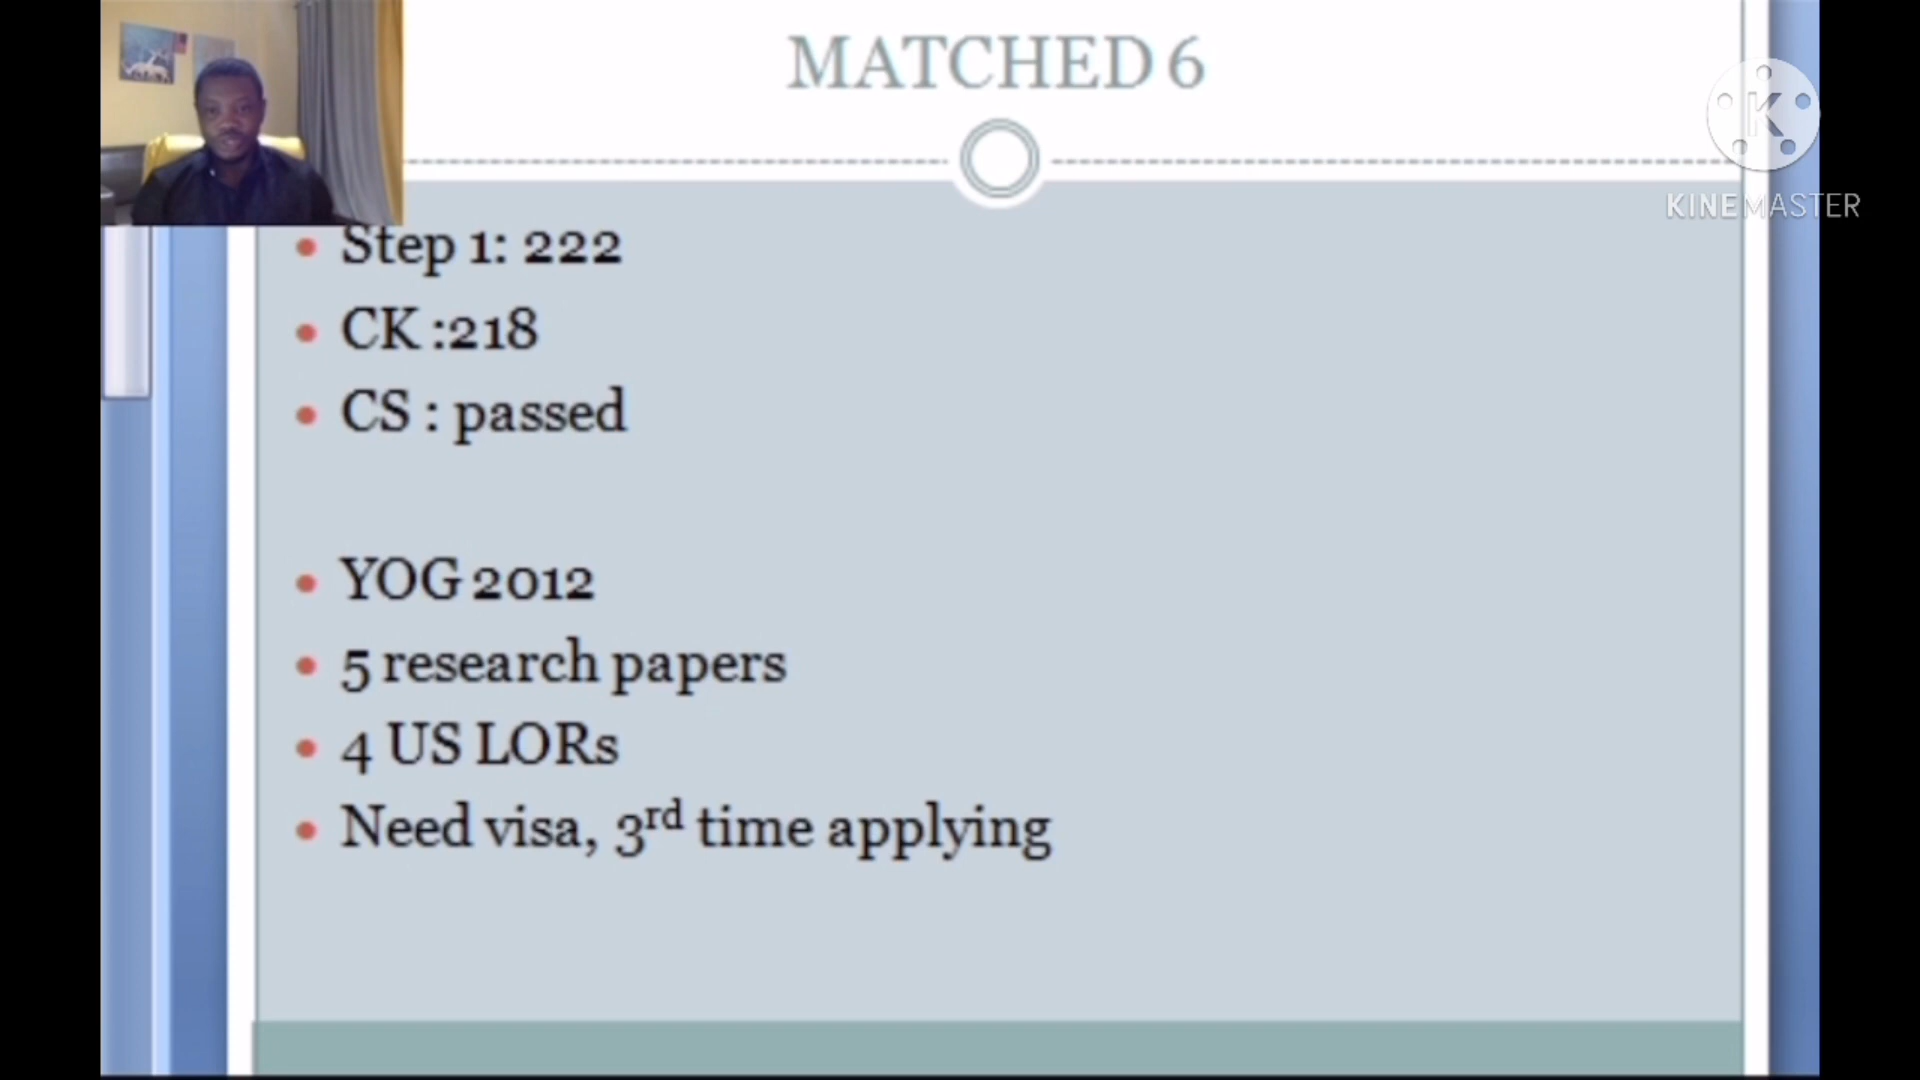 MATCHED 6
K
KINEMASTER
Step 1: 222
CK :218
CS : passed
YOG 2012
5 research papers
4 US LORs
Need visa, 3rd time applying